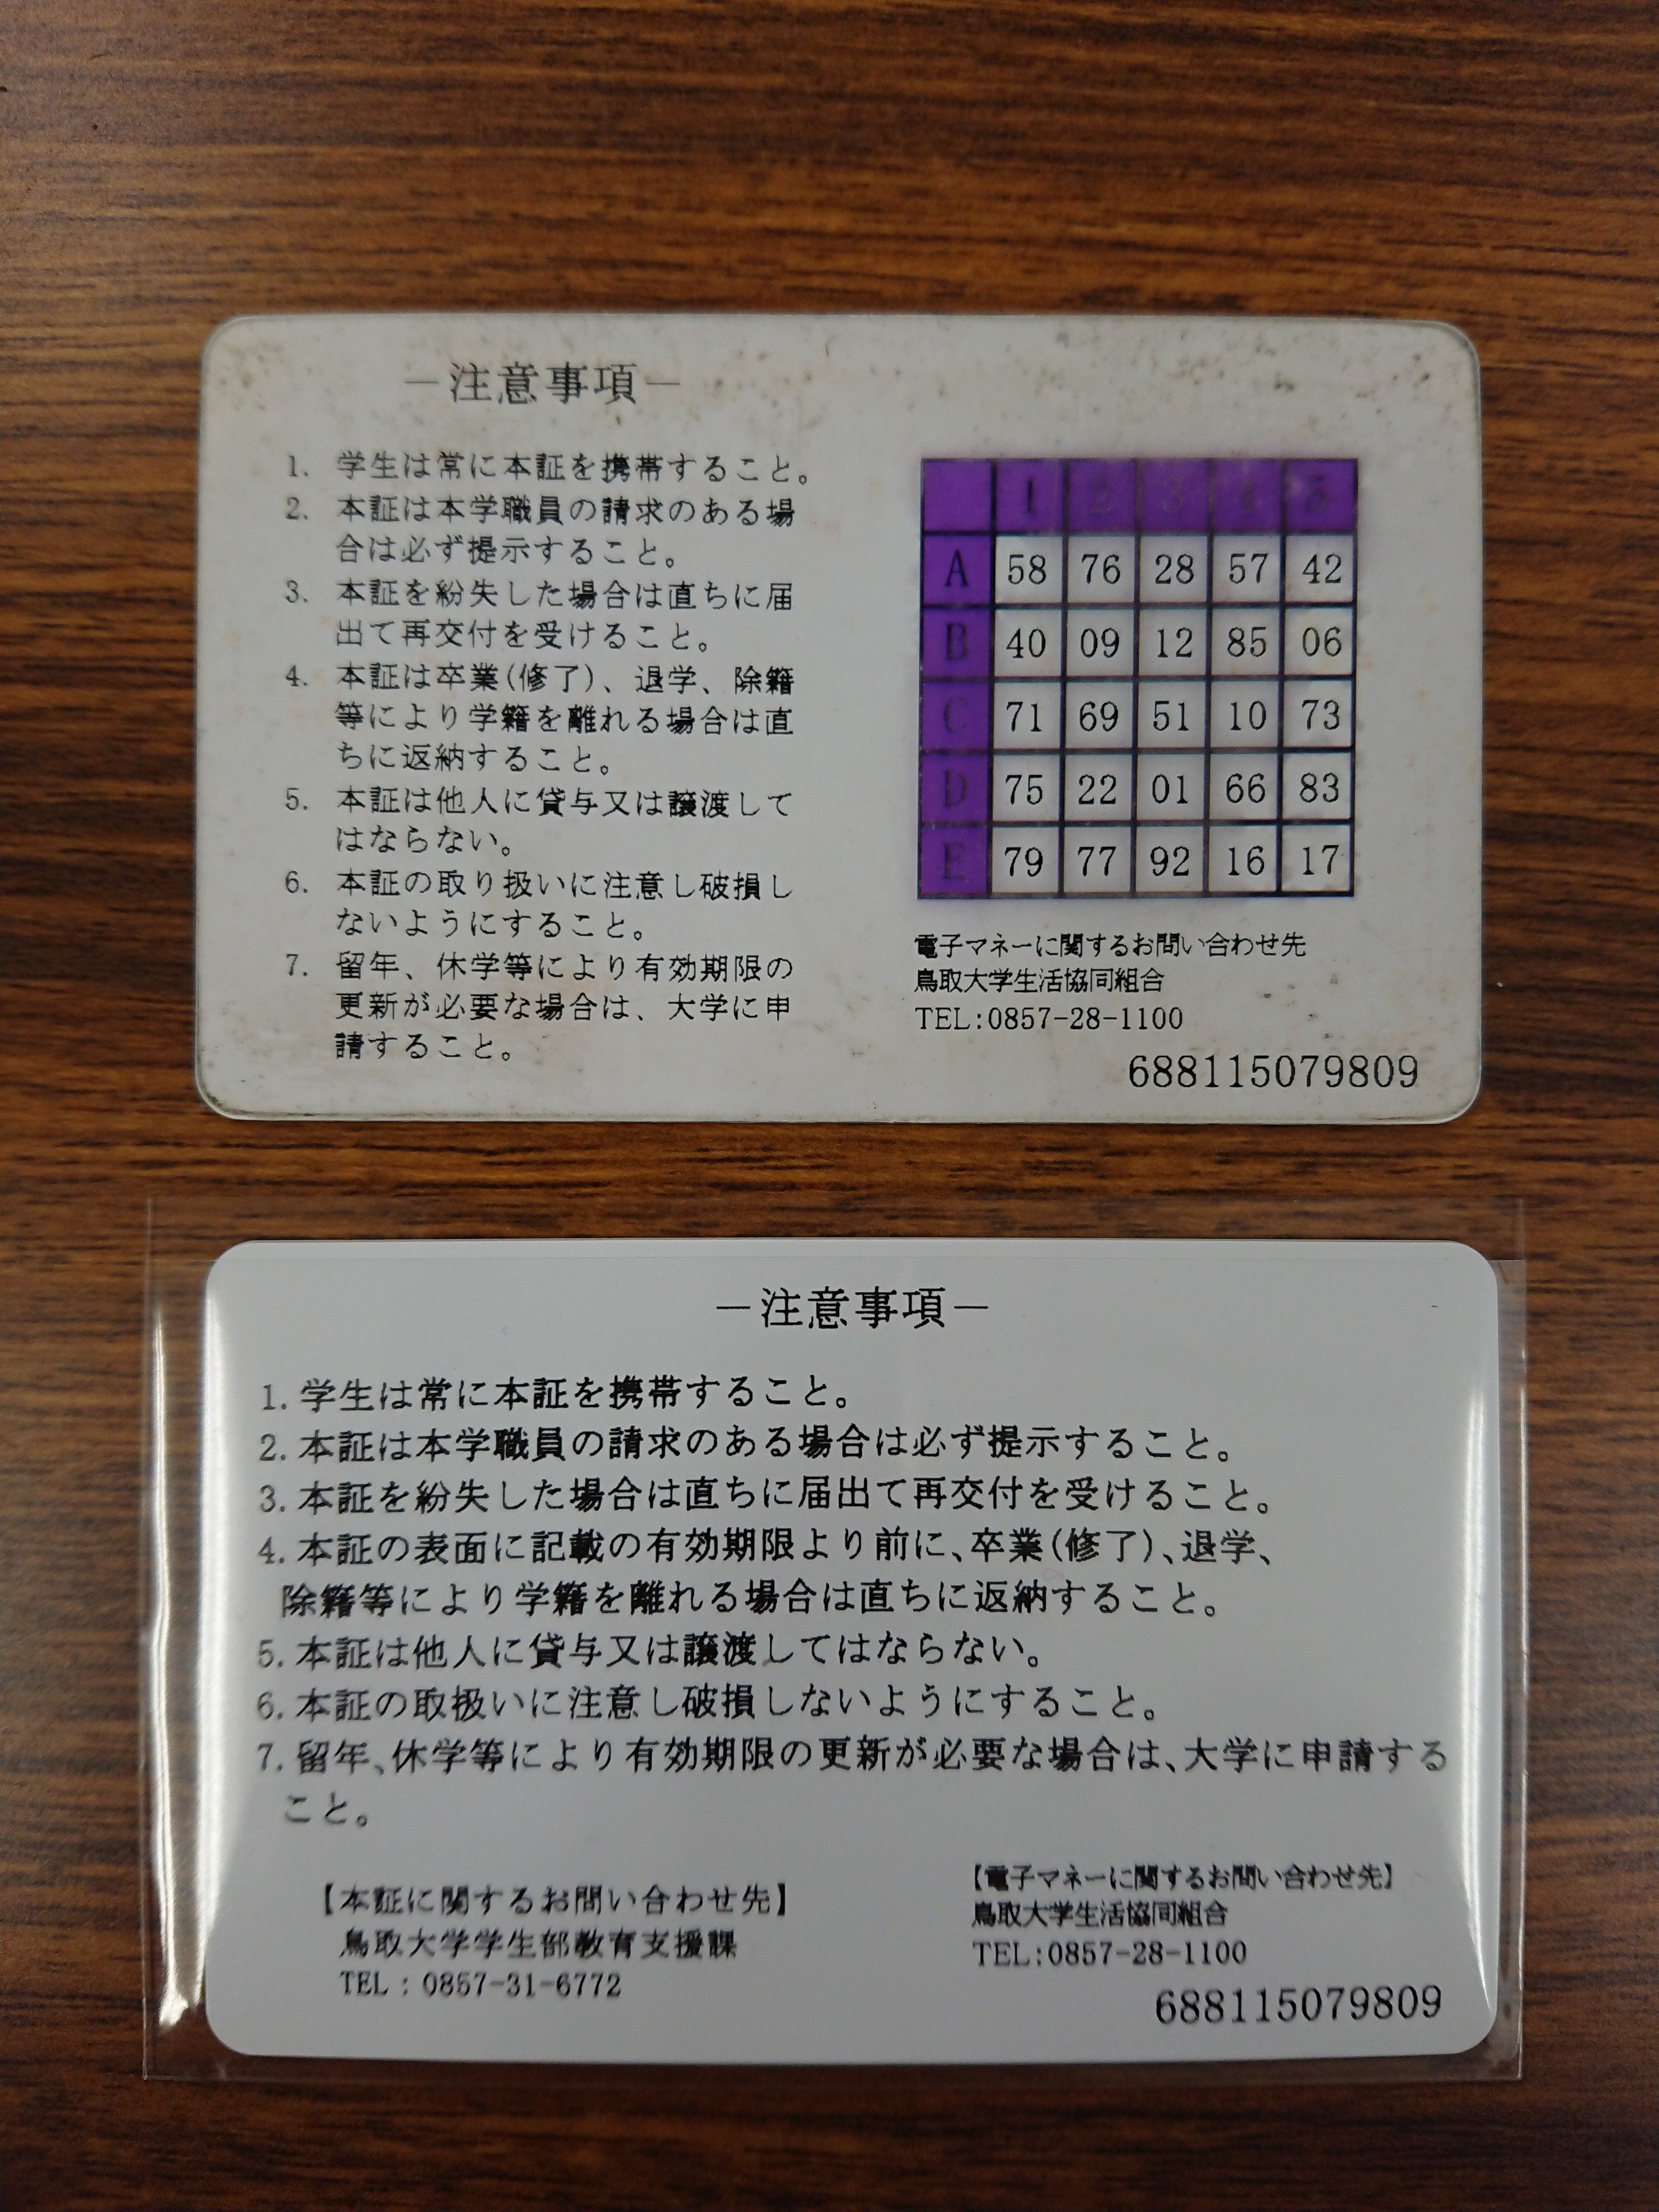 －注意事項－
1. 学生は常に本証を携帯すること。
2. 本証は本学職員の請求のある場
合は必ず提示すること。
3. 本証を紛失した場合は直ちに届
出て再交付を受けること。
4. 本証は卒業(修了)、退学、除籍
等により学籍を離れる場合は直
ちに返納すること。
5. 本証は他人に貸与又は譲渡して
はならない。
6. 本証の取り扱いに注意し破損し
ないようにすること。
7. 留年、休学等により有効期限の
更新が必要な場合は、大学に申
請すること。
1 2 3 4 5
A 58 76 28 57 42
B 40 09 12 85 06
C 71 69 51 10 73
D 75 22 01 66 83
E 79 77 92 16 17
電子マネーに関するお問い合わせ先
鳥取大学生活協同組合
TEL:0857-28-1100
688115079809
－注意事項－
1. 学生は常に本証を携帯すること。
2. 本証は本学職員の請求のある場合は必ず提示すること。
3. 本証を紛失した場合は直ちに届出て再交付を受けること。
4. 本証の表面に記載の有効期限より前に、卒業(修了)、退学、
除籍等により学籍を離れる場合は直ちに返納すること。
5. 本証は他人に貸与又は譲渡してはならない。
6. 本証の取扱いに注意し破損しないようにすること。
7. 留年、休学等により有効期限の更新が必要な場合は、大学に申請する
こと。
【本証に関するお問い合わせ先】
鳥取大学学生部教育支援課
TEL : 0857-31-6772
【電子マネーに関するお問い合わせ先】
鳥取大学生活協同組合
TEL:0857-28-1100
688115079809